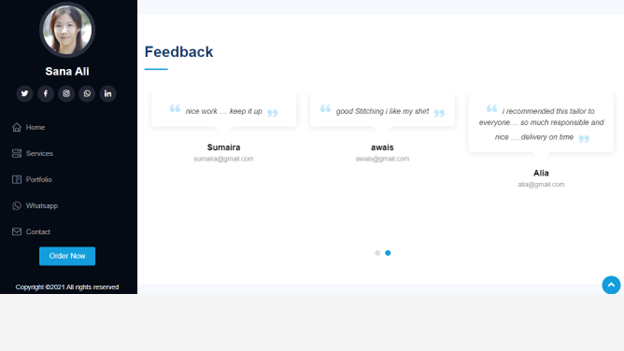 Sana Ali
Home
Services
Portfolio
Whatsapp
Contact
Order Now
Copyright ©2021 All rights reserved
Feedback
“ nice work .... keep it up ”
Sumaira
sumaira@gmail.com
“ good Stitching i like my shirt ”
awais
awais@gmail.com
“ i recommended this tailor to
everyone.... so much responsible and
nice .....delivery on time ”
Alia
alia@gmail.com